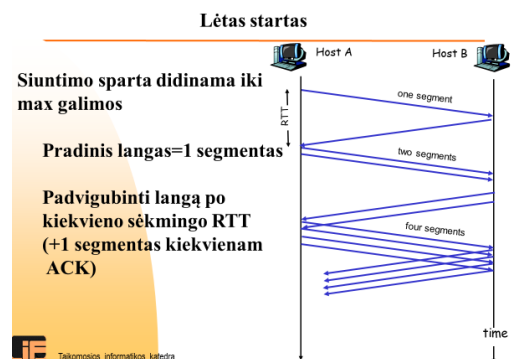 Lėtas startas
Siuntimo sparta didinama iki
max galimos
Pradinis langas=1 segmentas
Padvigubinti langą po
kiekvieno sėkmingo RTT
(+1 segmentas kiekvienam
ACK)
Host A
Host B
RTT
one segment
two segments
four segments
time
iF
Taikomosios informatikos katedra